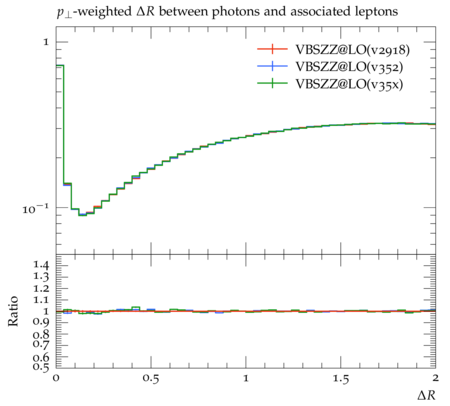 p⊥-weighted ΔR between photons and associated leptons
1
10⁻¹
VBSZZ@LO(v2918)
VBSZZ@LO(v352)
VBSZZ@LO(v35x)
Ratio
1.4
1.3
1.2
1.1
1
0.9
0.8
0.7
0.6
0.5
0 0.5 1 1.5 2
ΔR